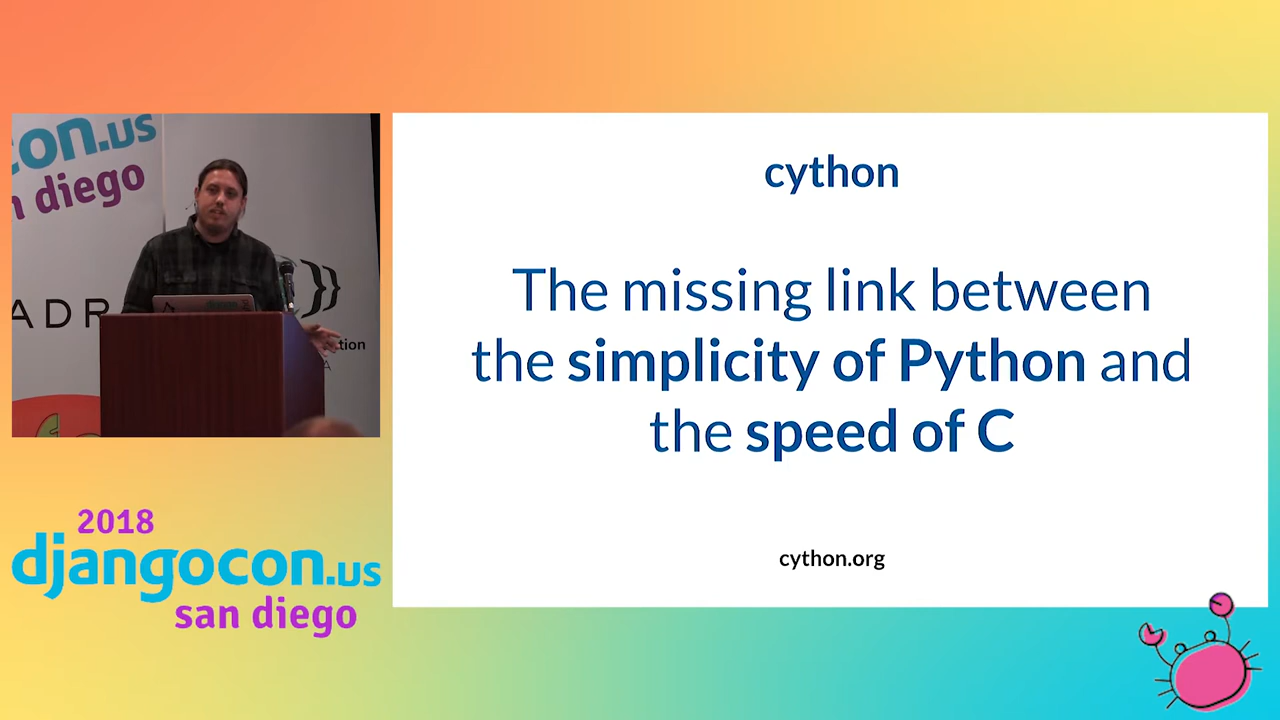 con.us
n diego
ADR
tion
2018
djangocon.us
san diego
cython
The missing link between
the simplicity of Python and
the speed of C
cython.org